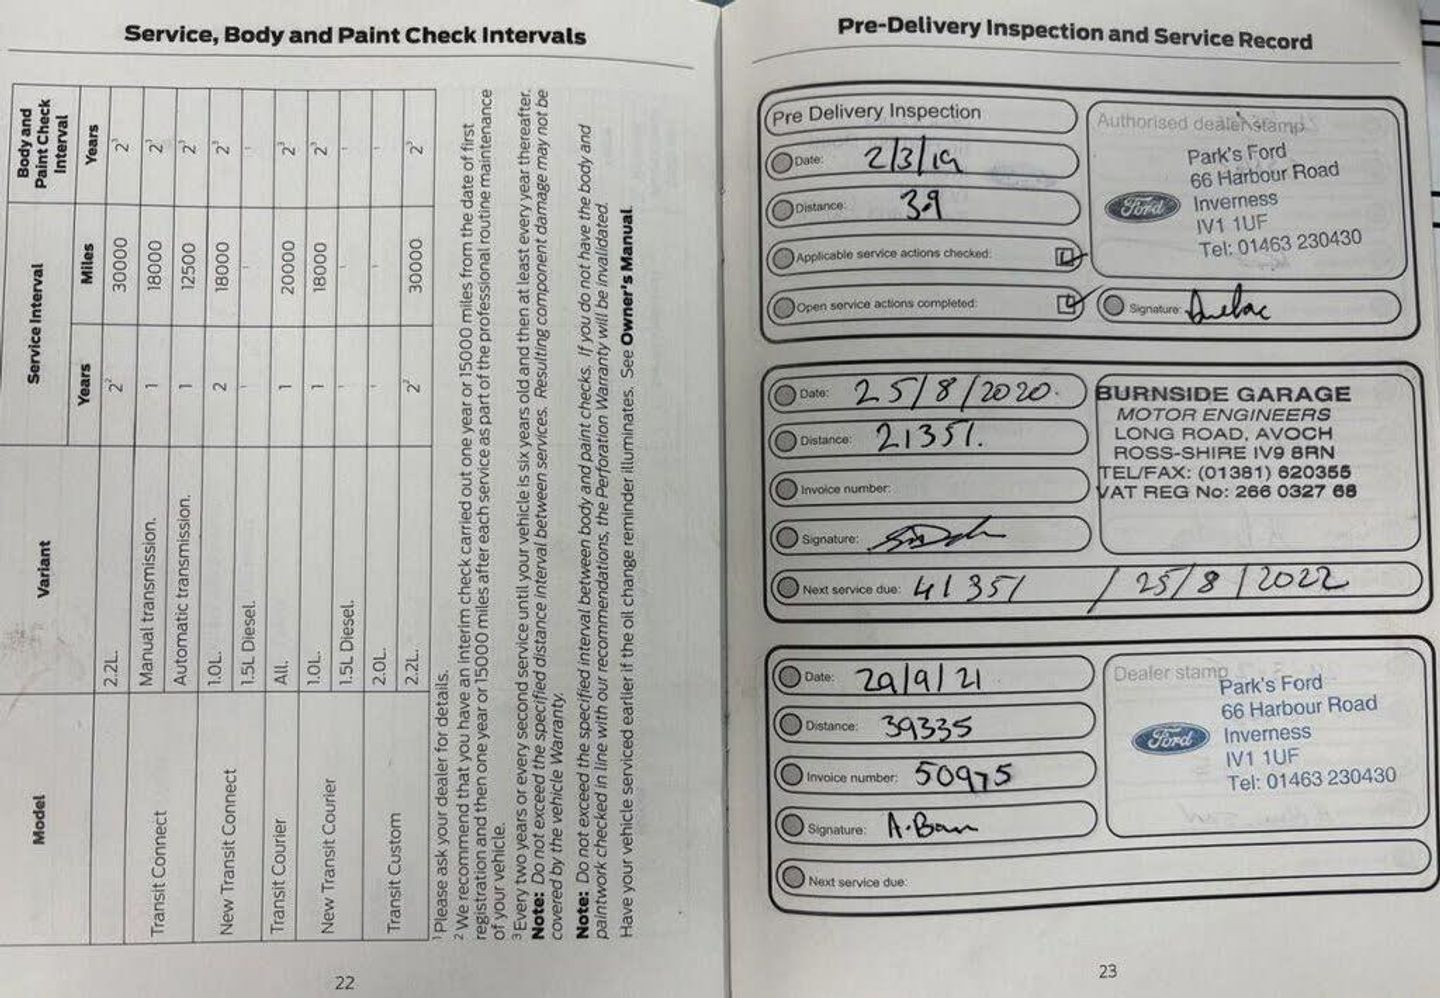 Service, Body and Paint Check Intervals
Model Variant Service Interval Body and Paint Check Interval
Years Miles Years
2.2L. 2² 30000 2³
Transit Connect Manual transmission. 1 18000 2³
Automatic transmission. 1 12500 2³
New Transit Connect 1.0L. 2 18000 2³
1.5L Diesel. - - -
Transit Courier All. 1 20000 2³
New Transit Courier 1.0L. 1 18000 2³
1.5L Diesel. - - -
Transit Custom 2.0L. - - -
2.2L. 2² 30000 2³
¹ Please ask your dealer for details.
² We recommend that you have an interim check carried out one year or 15000 miles from the date of first
registration and then one year or 15000 miles after each service as part of the professional routine maintenance
of your vehicle.
³ Every two years or every second service until your vehicle is six years old and then at least every year thereafter.
Note: Do not exceed the specified distance interval between services. Resulting component damage may not be
covered by the vehicle Warranty.
Note: Do not exceed the specified interval between body and paint checks. If you do not have the body and
paintwork checked in line with our recommendations, the Perforation Warranty will be invalidated.
Have your vehicle serviced earlier if the oil change reminder illuminates. See Owner's Manual.
22
Pre-Delivery Inspection and Service Record
Pre Delivery Inspection
Date: 2/3/19
Distance: 39
Applicable service actions checked:
Open service actions completed:
Authorised dealer stamp
Park's Ford
66 Harbour Road
Ford Inverness
IV1 1UF
Tel: 01463 230430
Signature:
Date: 25/8/2020.
Distance: 21351.
Invoice number:
Signature:
Next service due: 41351 / 25/8/2022
BURNSIDE GARAGE
MOTOR ENGINEERS
LONG ROAD, AVOCH
ROSS-SHIRE IV9 8RN
TEL/FAX: (01381) 620355
VAT REG No: 266 0327 68
Date: 29/9/21
Distance: 39335
Invoice number: 50975
Signature:
Next service due:
Dealer stamp
Park's Ford
66 Harbour Road
Ford Inverness
IV1 1UF
Tel: 01463 230430
23